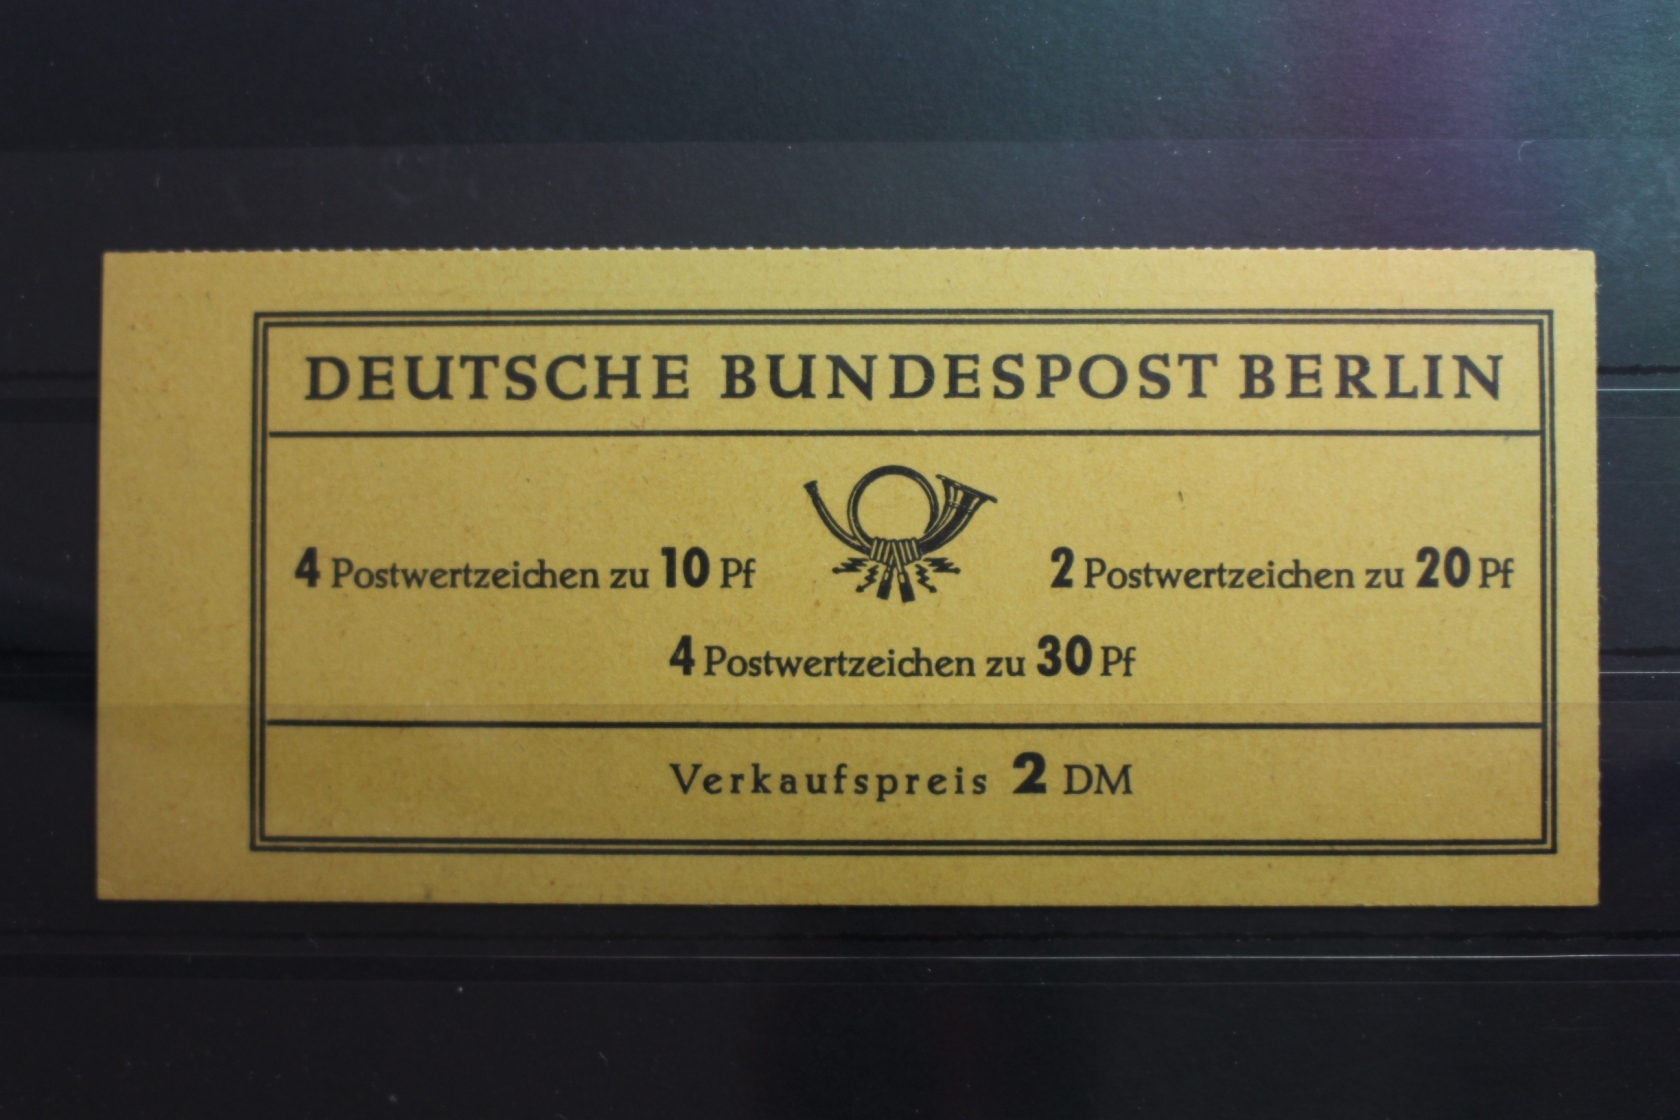 DEUTSCHE BUNDESPOST BERLIN
4 Postwertzeichen zu 10 Pf
2 Postwertzeichen zu 20 Pf
4 Postwertzeichen zu 30 Pf
Verkaufspreis 2 DM